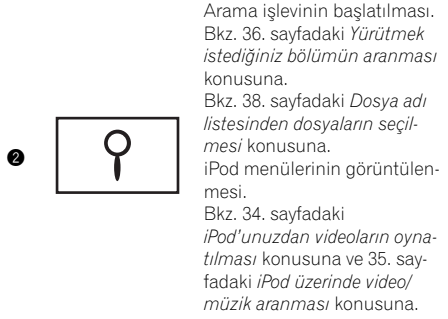 Arama işlevinin başlatılması.
Bkz. 36. sayfadaki Yürütmek
istediğiniz bölümün aranması
konusuna.
Bkz. 38. sayfadaki Dosya adı
listesinden dosyaların seçil-
mesi konusuna.
❷
iPod menülerinin görüntülen-
mesi.
Bkz. 34. sayfadaki
iPod'unuzdan videoların oyna-
tılması konusuna ve 35. say-
fadaki iPod üzerinde video/
müzik aranması konusuna.